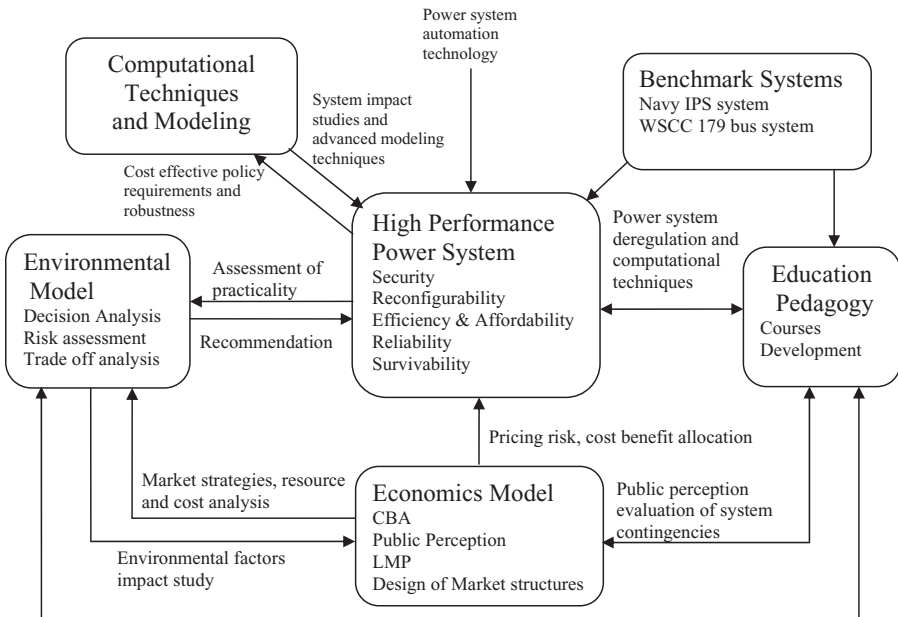 Power system
automation
technology
Computational
Techniques
and Modeling
System impact
studies and
advanced modeling
techniques
Benchmark Systems
Navy IPS system
WSCC 179 bus system
Cost effective policy
requirements and
robustness
High Performance
Power System
Security
Reconfigurability
Efficiency & Affordability
Reliability
Survivability
Power system
deregulation and
computational
techniques
Environmental
Model
Decision Analysis
Risk assessment
Trade off analysis
Assessment of
practicality
Recommendation
Education
Pedagogy
Courses
Development
Pricing risk, cost benefit allocation
Market strategies, resource
and cost analysis
Economics Model
CBA
Public Perception
LMP
Design of Market structures
Public perception
evaluation of system
contingencies
Environmental factors
impact study